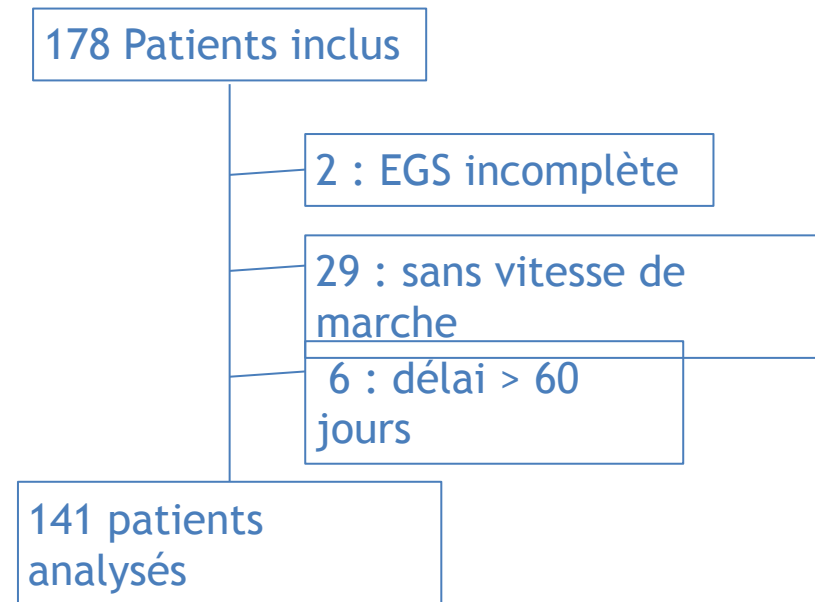 178 Patients inclus
2 : EGS incomplète
29 : sans vitesse de
marche
6 : délai > 60
jours
141 patients
analysés